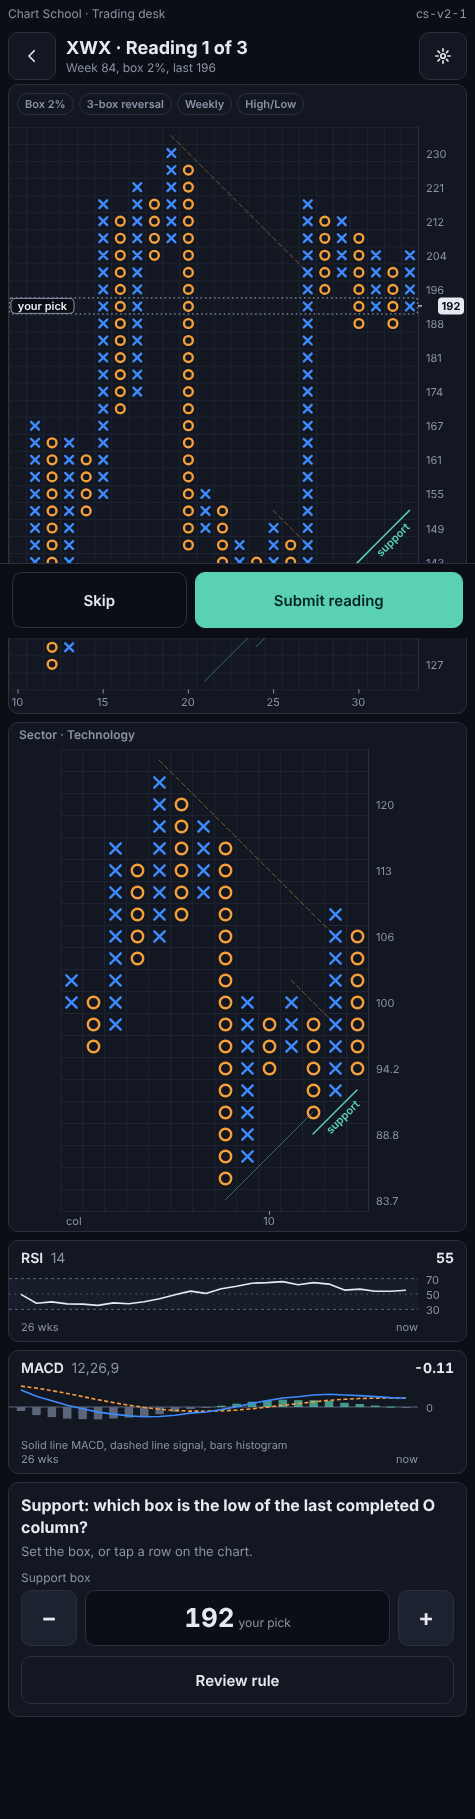 Chart School · Trading desk
cs-v2-1
XWX · Reading 1 of 3
Week 84, box 2%, last 196
Box 2%
3-box reversal
Weekly
High/Low
230
221
212
204
196
your pick
192
188
181
174
167
161
155
149
support
Skip
Submit reading
127
10
15
20
25
30
Sector · Technology
120
113
106
100
94.2
88.8
83.7
support
col
10
RSI 14
55
70
50
30
26 wks
now
MACD 12,26,9
-0.11
0
Solid line MACD, dashed line signal, bars histogram
26 wks
now
Support: which box is the low of the last completed O
column?
Set the box, or tap a row on the chart.
Support box
−
192 your pick
+
Review rule